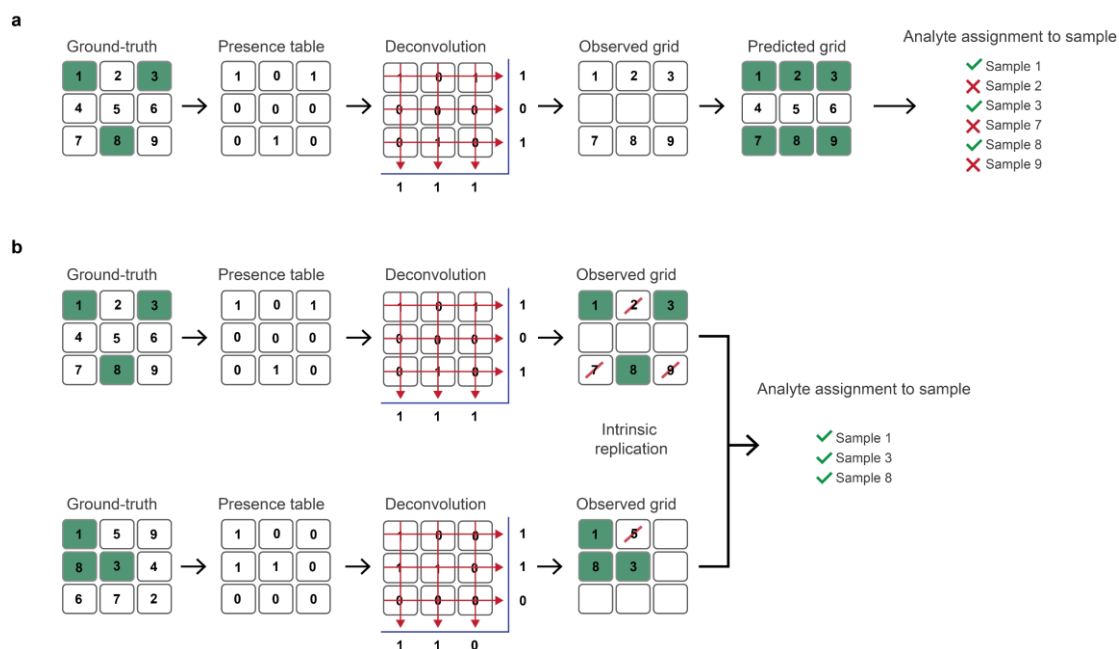 a
Ground-truth
Presence table
Deconvolution
Observed grid
Predicted grid
Analyte assignment to sample
1 2 3
4 5 6
7 8 9
1 0 1
0 0 0
0 1 0
1 0 1 1
0 0 0 0
0 1 0 1
1 1 1
1 2 3
7 8 9
1 2 3
4 5 6
7 8 9
Sample 1
Sample 2
Sample 3
Sample 7
Sample 8
Sample 9
b
Ground-truth
Presence table
Deconvolution
Observed grid
1 2 3
4 5 6
7 8 9
1 0 1
0 0 0
0 1 0
1 0 1 1
0 0 0 0
0 1 0 1
1 1 1
1 2 3
7 8 9
Intrinsic
replication
Analyte assignment to sample
Sample 1
Sample 3
Sample 8
Ground-truth
Presence table
Deconvolution
Observed grid
1 5 9
8 3 4
6 7 2
1 0 0
1 1 0
0 0 0
1 0 0 1
1 1 0 1
0 0 0 0
1 1 0
1 5
8 3